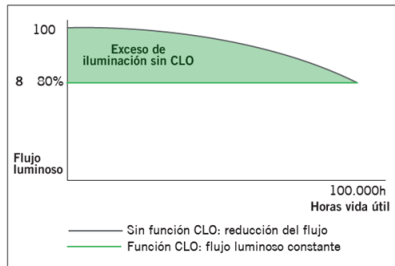 100
Exceso de
iluminación sin CLO
8 80%
Flujo
luminoso
100.000h
Horas vida útil
Sin función CLO: reducción del flujo
Función CLO: flujo luminoso constante